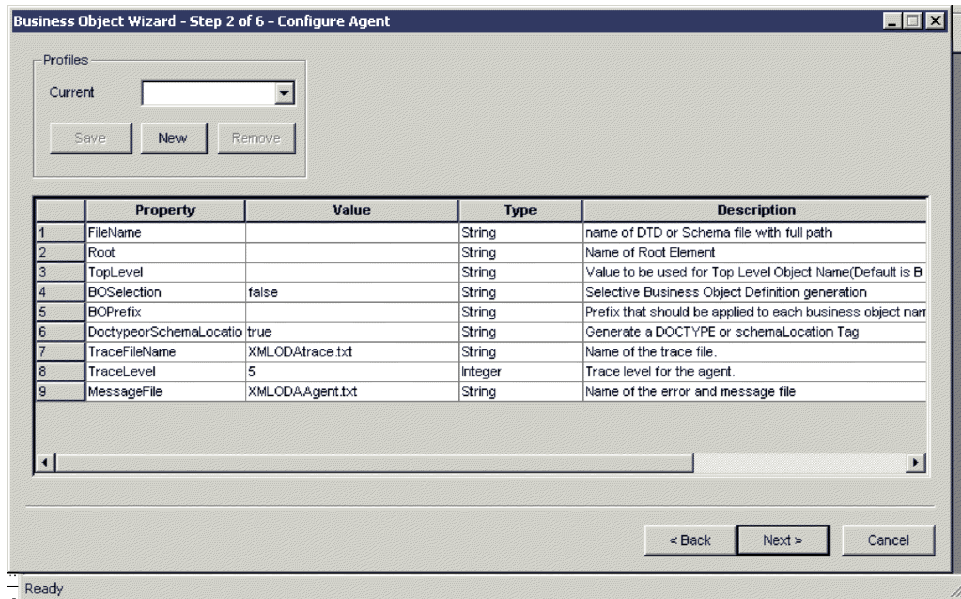 Business Object Wizard - Step 2 of 6 - Configure Agent
Profiles
Current
Save New Remove
Property Value Type Description
1 FileName String name of DTD or Schema file with full path
2 Root String Name of Root Element
3 TopLevel String Value to be used for Top Level Object Name(Default is B
4 BOSelection false String Selective Business Object Definition generation
5 BOPrefix String Prefix that should be applied to each business object nam
6 DoctypeorSchemaLocatio true String Generate a DOCTYPE or schemaLocation Tag
7 TraceFileName XMLODAtrace.txt String Name of the trace file.
8 TraceLevel 5 Integer Trace level for the agent.
9 MessageFile XMLODAAgent.txt String Name of the error and message file
< Back Next > Cancel
Ready